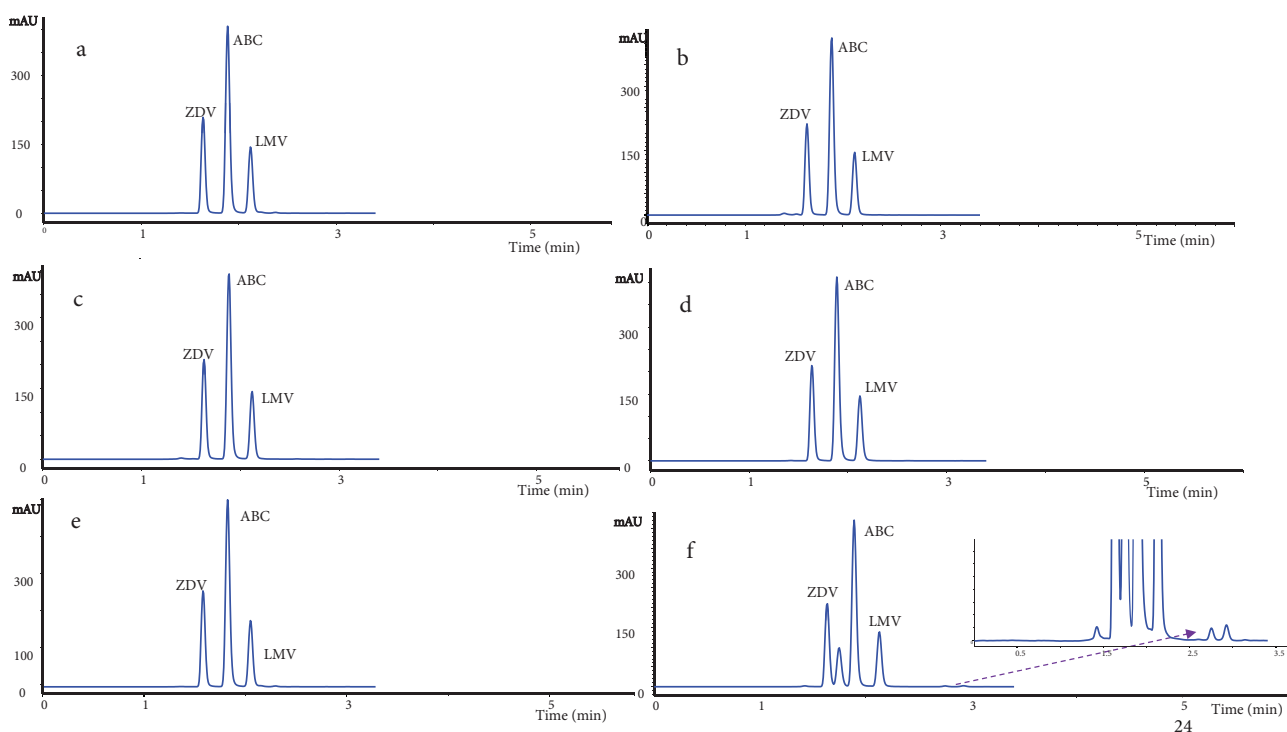 mAU
a
ABC
300
ZDV
LMV
150
0
0 1 3 5
Time (min)
mAU
b
ABC
300
ZDV
LMV
150
0
0 1 3 5 Time (min)
mAU
c
ABC
300
ZDV
LMV
150
0
0 1 3 5
Time (min)
mAU
d
ABC
300
ZDV
LMV
150
0
0 1 3 5
Time (min)
mAU
e
ABC
300
ZDV
LMV
100
0
0 1 3 5
Time (min)
mAU
f
ABC
300
ZDV
LMV
150
0
0 1 3 5 Time (min)
0.5 1.5 2.5 3.5
24